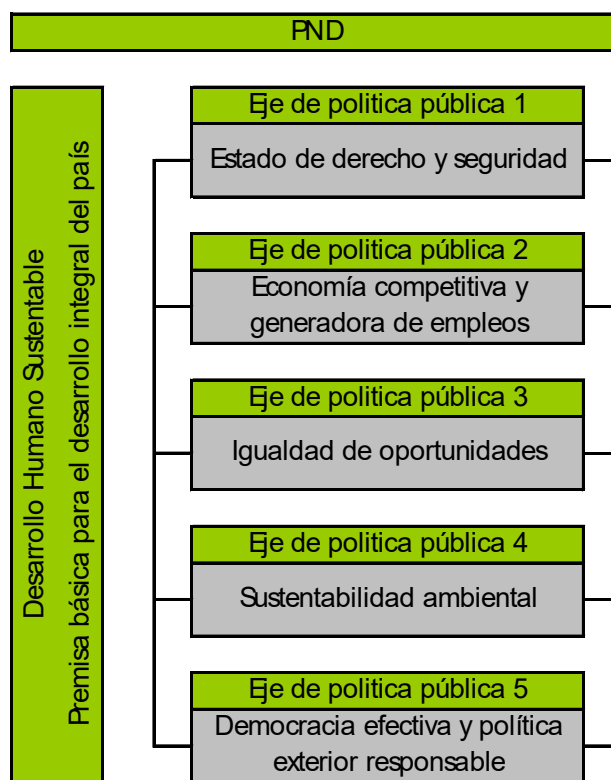 PND
Desarrollo Humano Sustentable
Premisa básica para el desarrollo integral del país
Eje de politica pública 1
Estado de derecho y seguridad
Eje de politica pública 2
Economía competitiva y
generadora de empleos
Eje de politica pública 3
Igualdad de oportunidades
Eje de politica pública 4
Sustentabilidad ambiental
Eje de politica pública 5
Democracia efectiva y política
exterior responsable